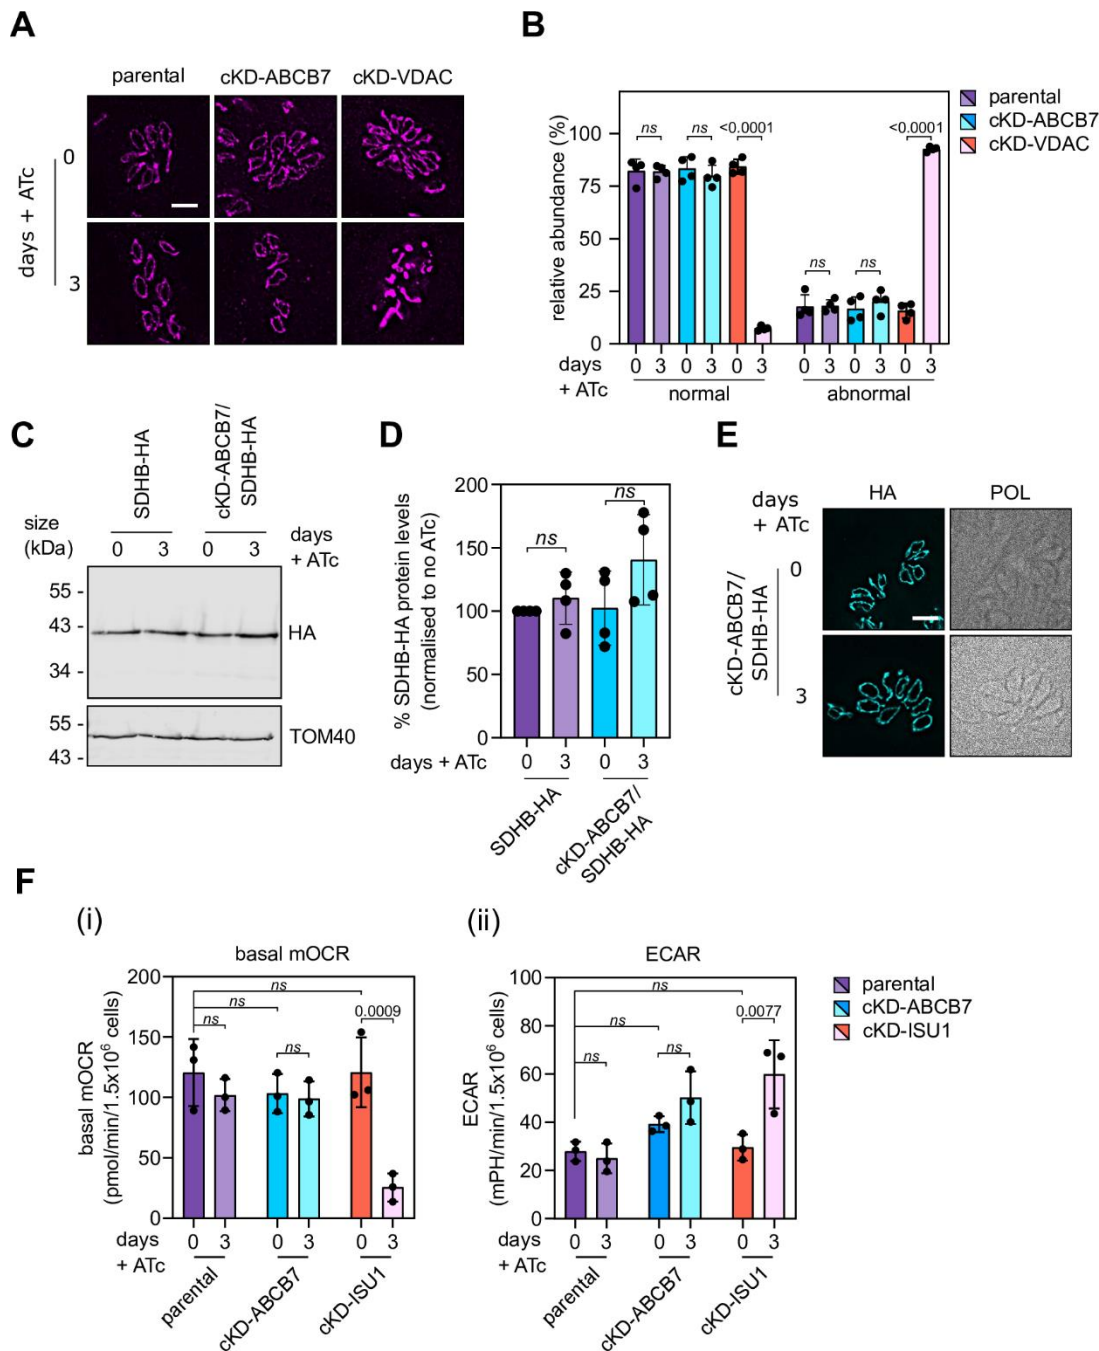 A
parental cKD-ABCB7 cKD-VDAC
days + ATc
0
3
B
relative abundance (%)
100
75
50
25
0
ns ns <0.0001
ns ns <0.0001
parental
cKD-ABCB7
cKD-VDAC
days + ATc
0 3 0 3 0 3 0 3 0 3 0 3
normal abnormal
C
SDHB-HA
cKD-ABCB7/
SDHB-HA
size
(kDa)
0 3 0 3
days
+ ATc
55 -
43 -
34 -
HA
55 -
43 -
TOM40
D
% SDHB-HA protein levels
(normalised to no ATc)
200
150
100
50
0
ns ns
days + ATc 0 3 0 3
SDHB-HA
cKD-ABCB7/
SDHB-HA
E
days
+ ATc
HA POL
cKD-ABCB7/
SDHB-HA
0
3
F
(i)
basal mOCR
basal mOCR
(pmol/min/1.5x10⁶ cells)
200
150
100
50
0
ns
ns
ns
ns
0.0009
days
+ ATc
0 3 0 3 0 3
parental
cKD-ABCB7
cKD-ISU1
(ii)
ECAR
ECAR
(mPH/min/1.5x10⁶ cells)
100
80
60
40
20
0
ns
ns
ns
ns
0.0077
days
+ ATc
0 3 0 3 0 3
parental
cKD-ABCB7
cKD-ISU1
parental
cKD-ABCB7
cKD-ISU1